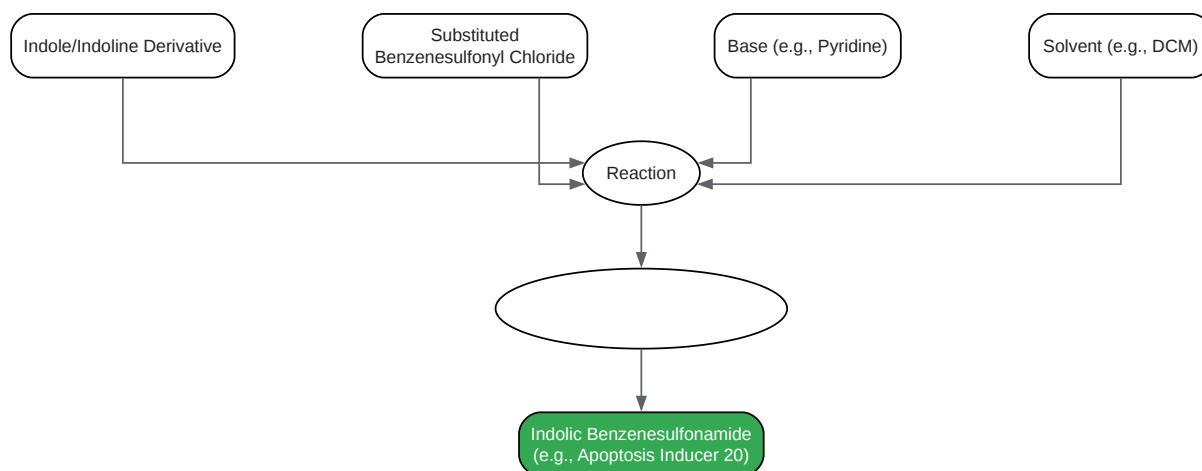 Indole/Indoline Derivative
Substituted
Benzenesulfonyl Chloride
Base (e.g., Pyridine)
Solvent (e.g., DCM)
Reaction
Indolic Benzenesulfonamide
(e.g., Apoptosis Inducer 20)